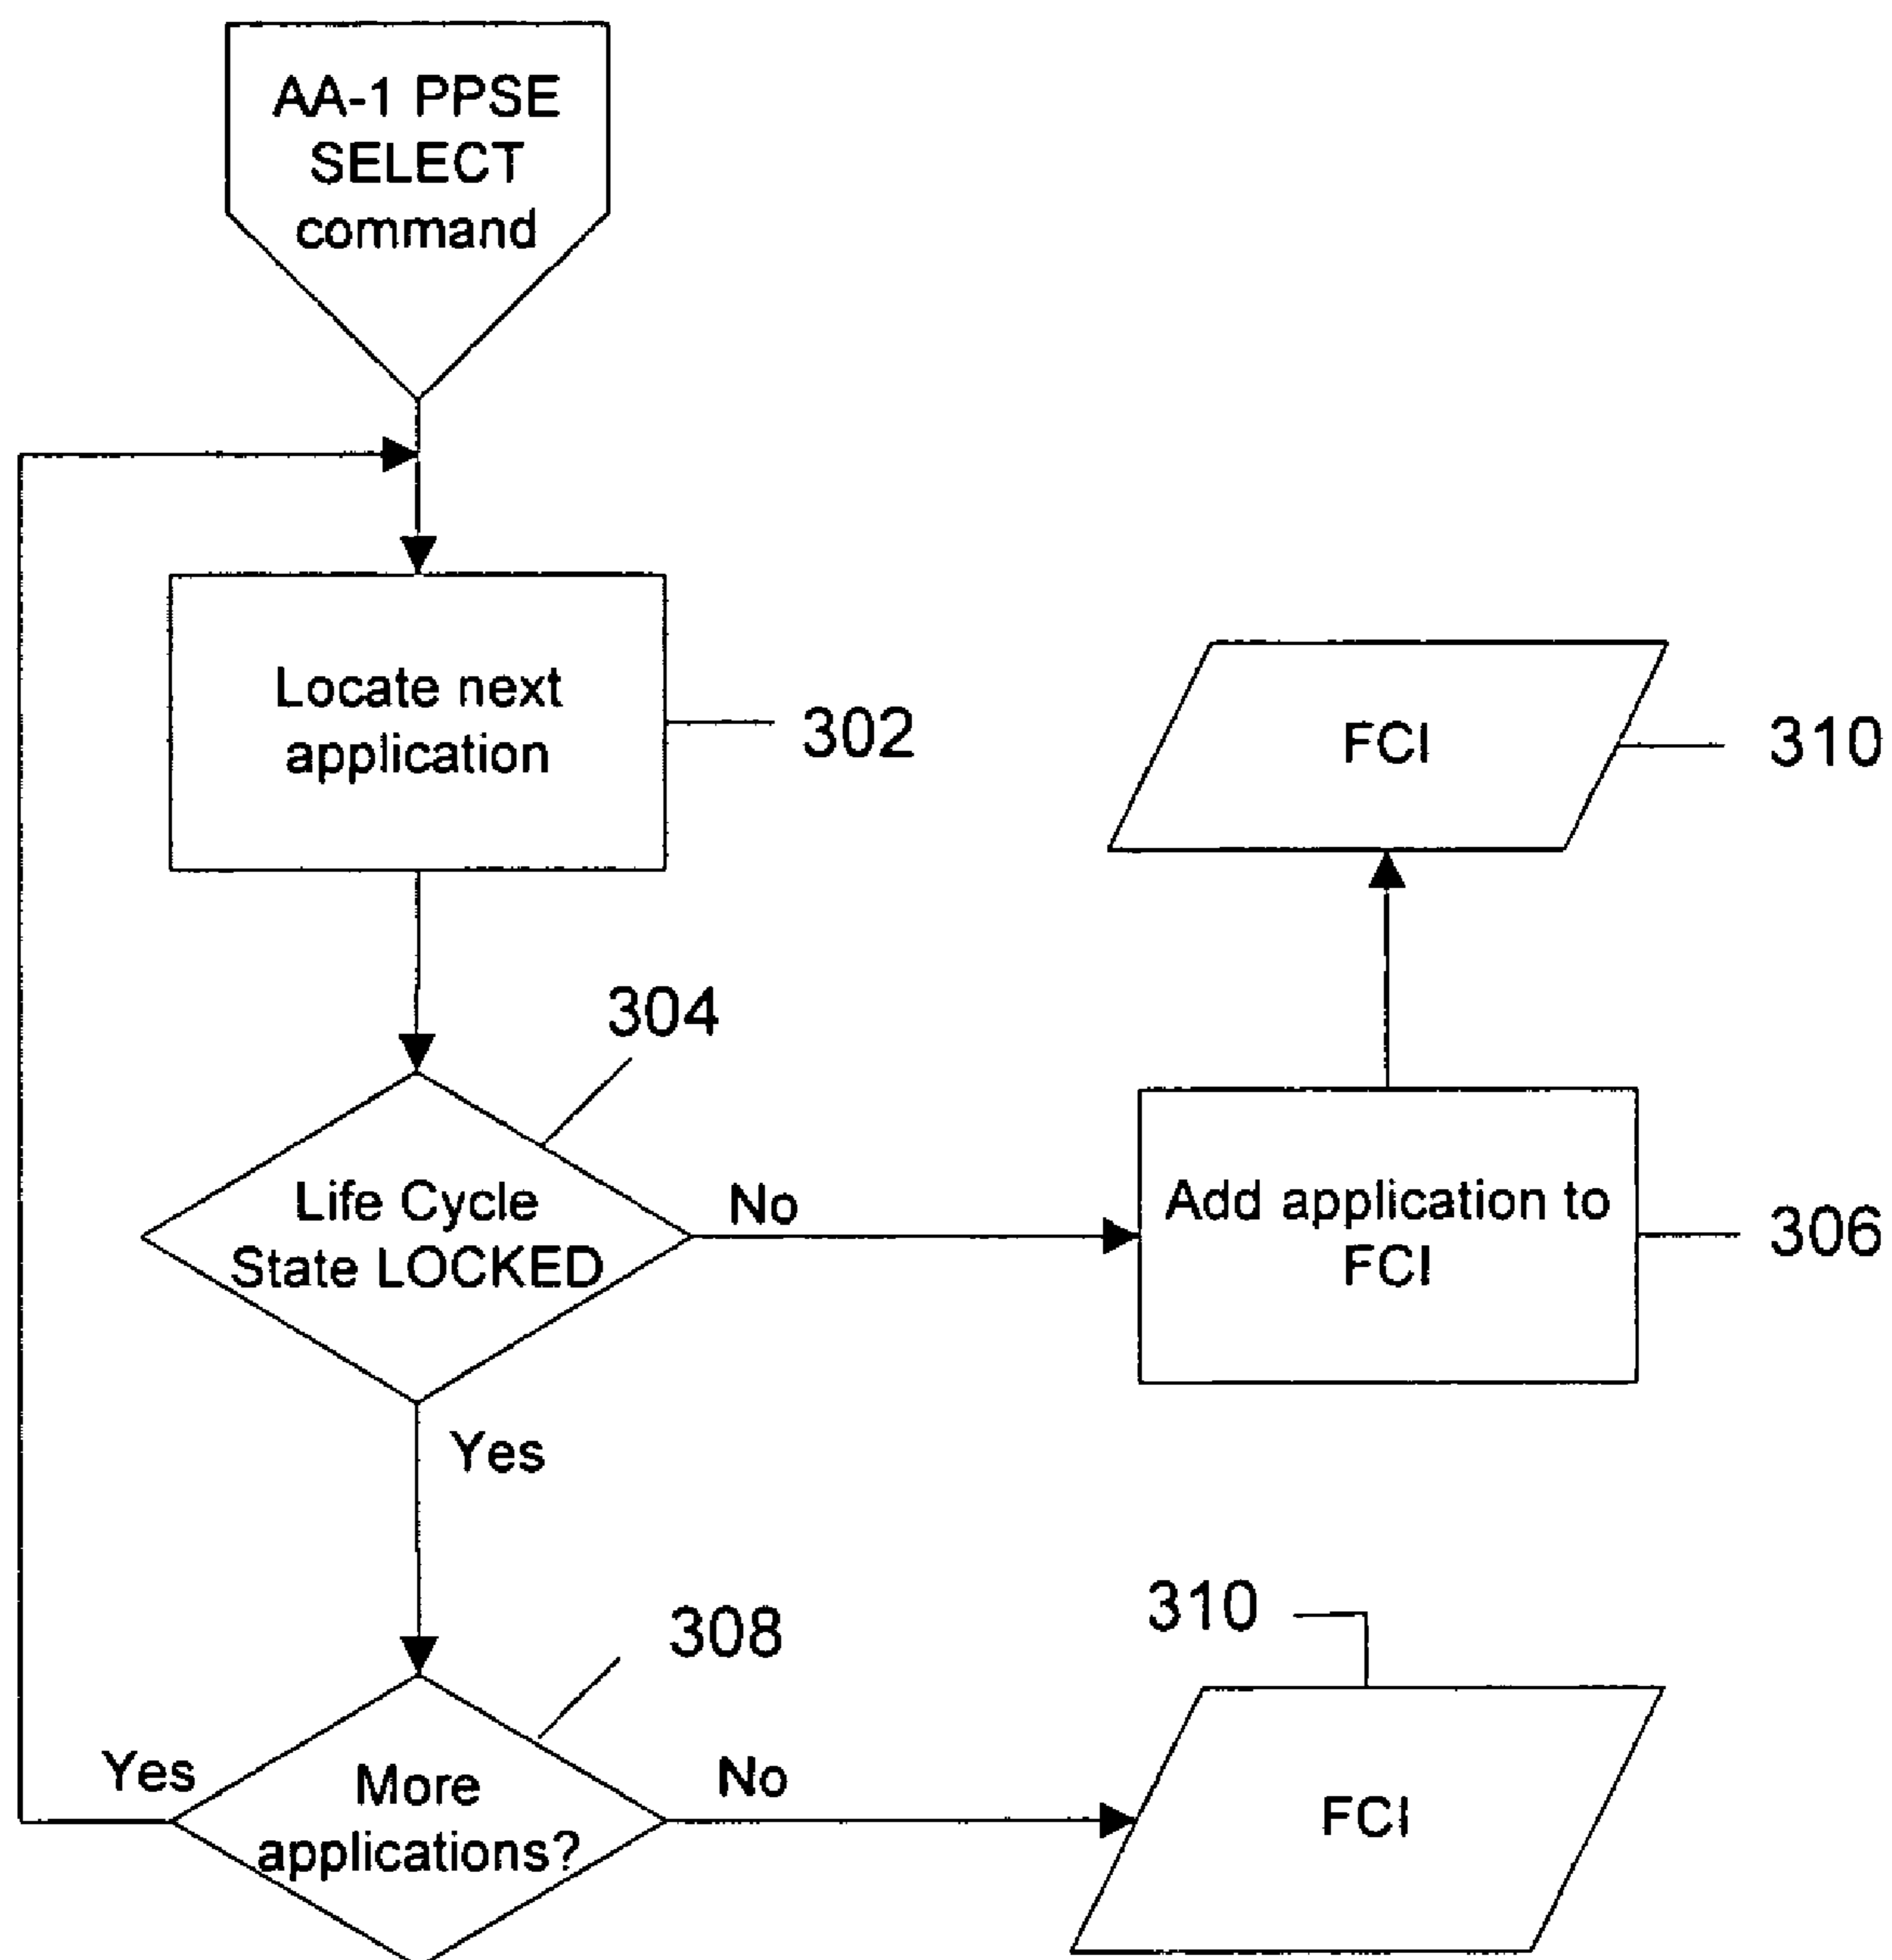 AA-1 PPSE
SELECT
command
Locate next
application
302
FCI
310
304
Life Cycle
State LOCKED
No
Add application to
FCI
306
Yes
308
310
Yes
More
applications?
No
FCI